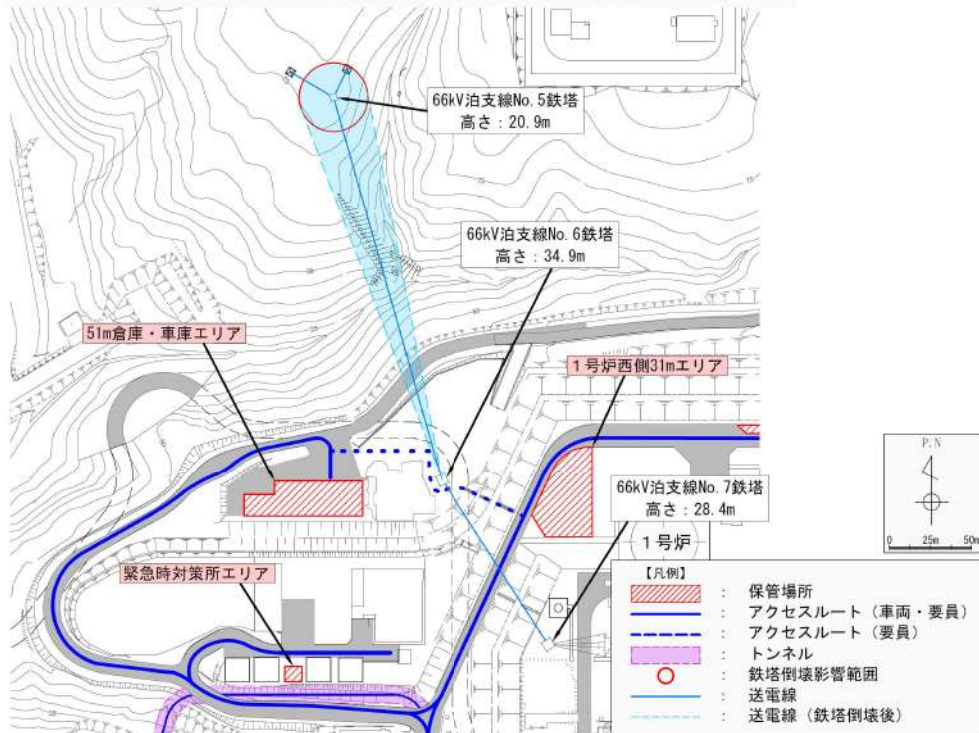 66kV泊支線No.5鉄塔
高さ：20.9m
66kV泊支線No.6鉄塔
高さ：34.9m
51m倉庫・車庫エリア
1号炉西側31mエリア
66kV泊支線No.7鉄塔
高さ：28.4m
緊急時対策所エリア
1号炉
P.N
0 25m 50m
【凡例】
： 保管場所
： アクセスルート（車両・要員）
： アクセスルート（要員）
： トンネル
： 鉄塔倒壊影響範囲
： 送電線
： 送電線（鉄塔倒壊後）